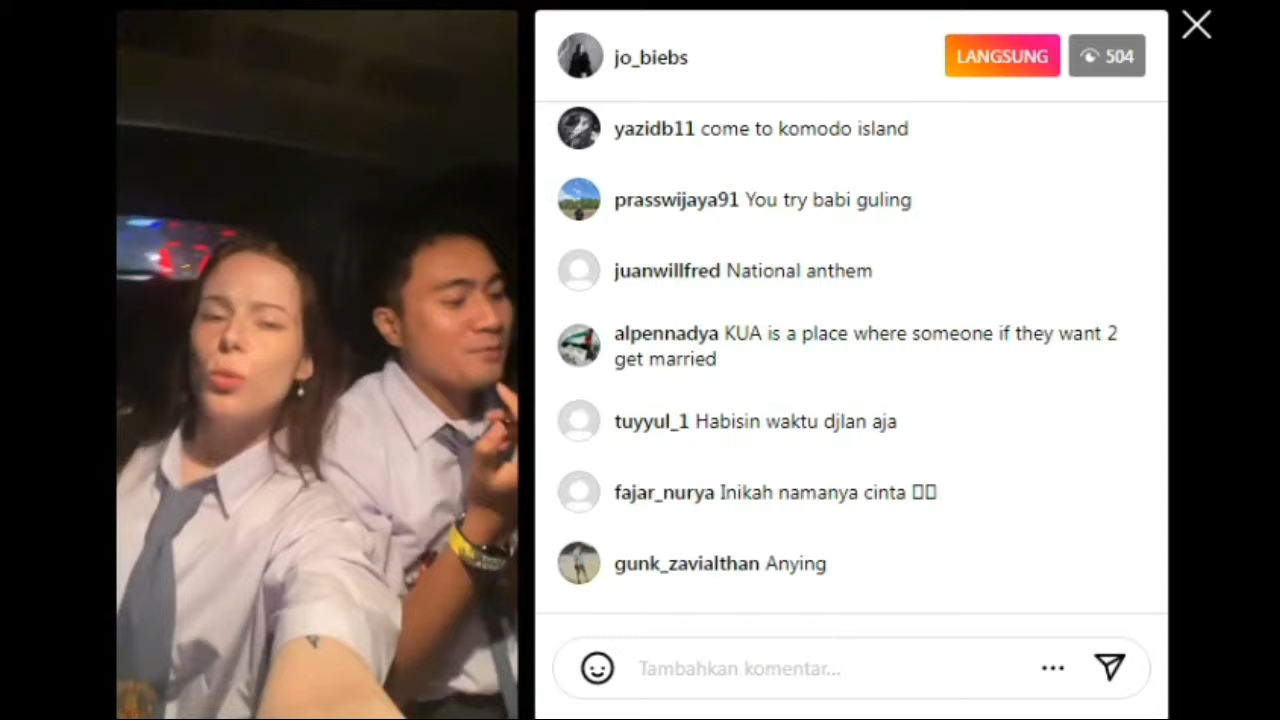 jo_biebs
LANGSUNG
504
yazidb11 come to komodo island
prasswijaya91 You try babi guling
juanwillfred National anthem
alpennadya KUA is a place where someone if they want 2
get married
tuyyul_1 Habisin waktu djlan aja
fajar_nurya Inikah namanya cinta
gunk_zavialthan Anying
Tambahkan komentar...